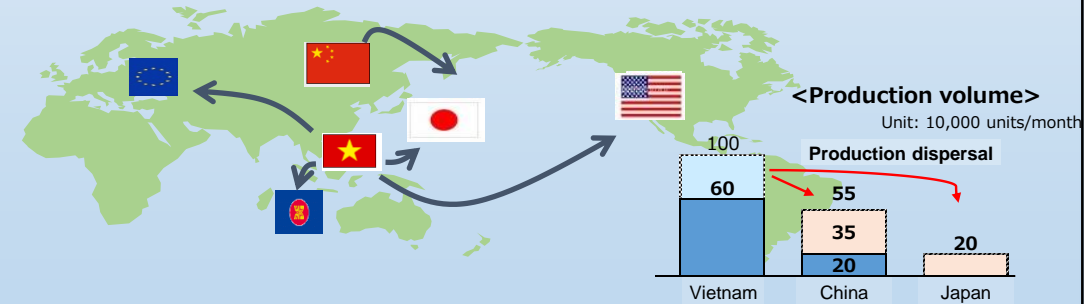 <Production volume>
Unit: 10,000 units/month
Production dispersal
100
60
55
35
20
20
Vietnam China Japan